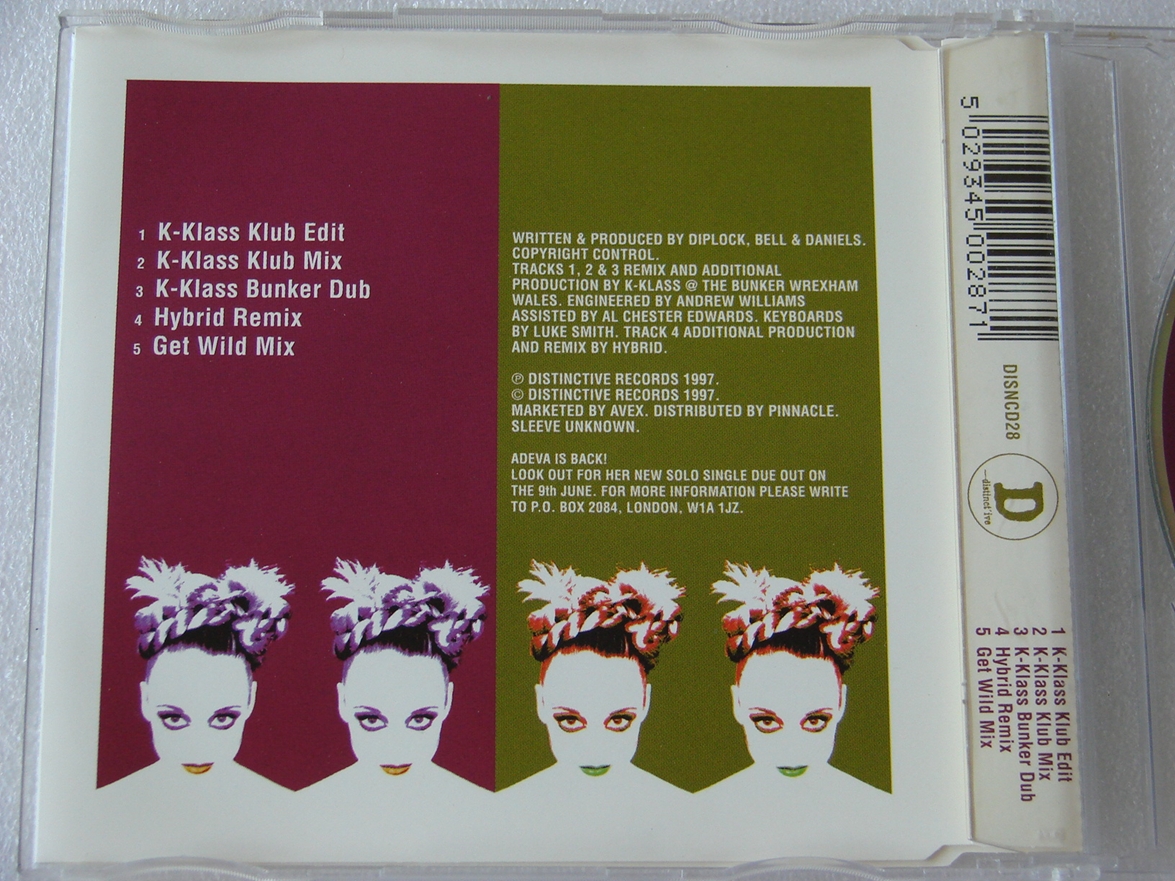 1 K-Klass Klub Edit
2 K-Klass Klub Mix
3 K-Klass Bunker Dub
4 Hybrid Remix
5 Get Wild Mix
WRITTEN & PRODUCED BY DIPLOCK, BELL & DANIELS.
COPYRIGHT CONTROL.
TRACKS 1, 2 & 3 REMIX AND ADDITIONAL
PRODUCTION BY K-KLASS @ THE BUNKER WREXHAM
WALES. ENGINEERED BY ANDREW WILLIAMS
ASSISTED BY AL CHESTER EDWARDS. KEYBOARDS
BY LUKE SMITH. TRACK 4 ADDITIONAL PRODUCTION
AND REMIX BY HYBRID.
℗ DISTINCTIVE RECORDS 1997.
© DISTINCTIVE RECORDS 1997.
MARKETED BY AVEX. DISTRIBUTED BY PINNACLE.
SLEEVE UNKNOWN.
ADEVA IS BACK!
LOOK OUT FOR HER NEW SOLO SINGLE DUE OUT ON
THE 9th JUNE. FOR MORE INFORMATION PLEASE WRITE
TO P.O. BOX 2084, LONDON, W1A 1JZ.
5 029345 002871
DISNCD28
D
distinct'ive
1 K-Klass Klub Edit
2 K-Klass Klub Mix
3 K-Klass Bunker Dub
4 Hybrid Remix
5 Get Wild Mix